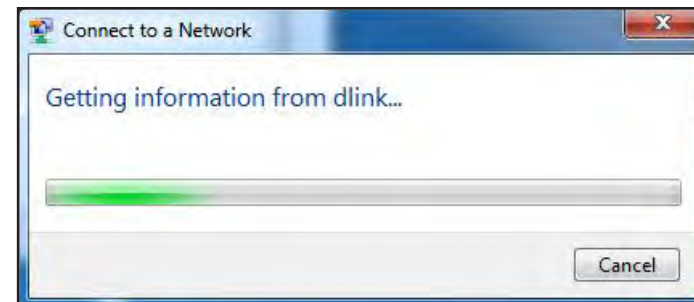 Connect to a Network
Getting information from dlink...
Cancel